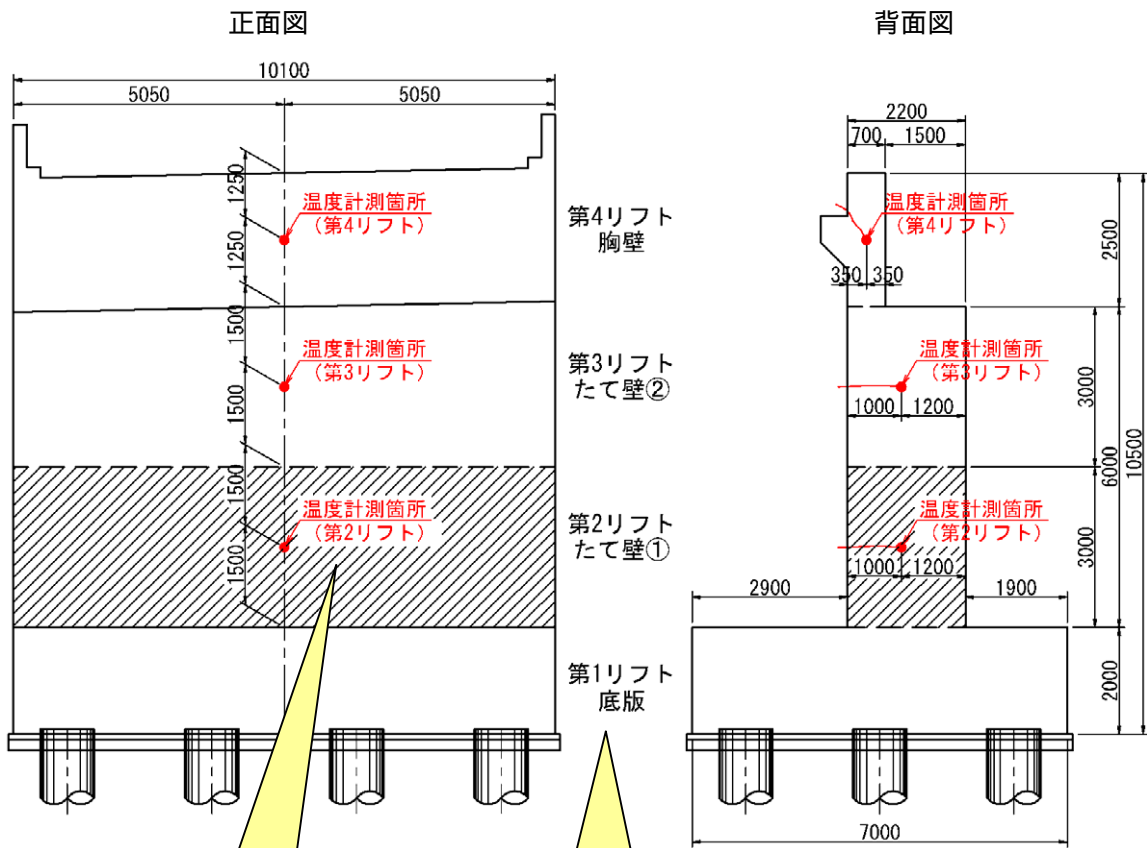 正面図
背面図
10100
5050
5050
1250
1250
1500
1500
1500
1500
温度計測箇所
(第4リフト)
温度計測箇所
(第3リフト)
温度計測箇所
(第2リフト)
第4リフト
胸壁
第3リフト
たて壁②
第2リフト
たて壁①
第1リフト
底版
2200
700
1500
温度計測箇所
(第4リフト)
350
350
温度計測箇所
(第3リフト)
1000
1200
温度計測箇所
(第2リフト)
1000
1200
2900
1900
2500
3000
6000
3000
10500
2000
7000